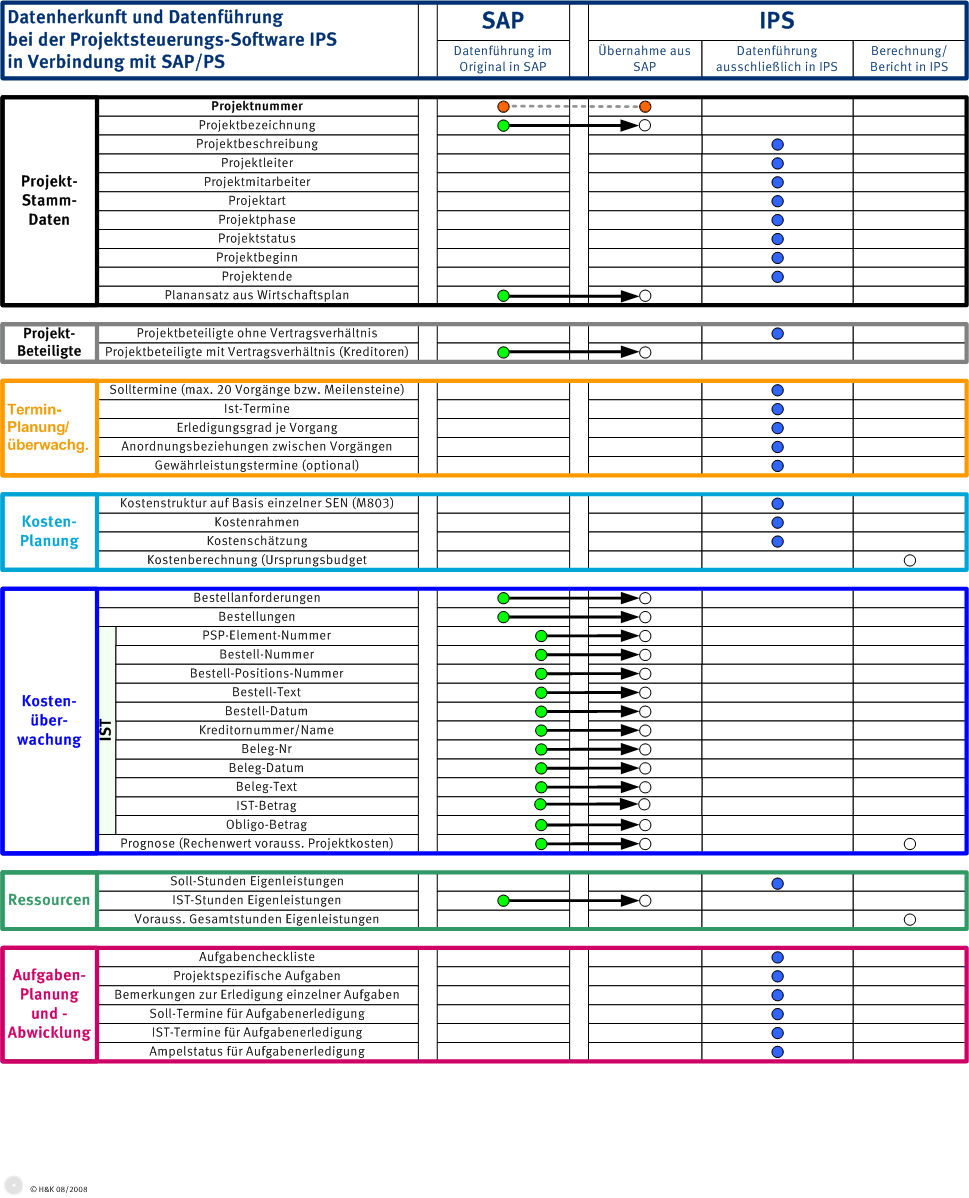 Datenherkunft und Datenführung
bei der Projektsteuerungs-Software IPS
in Verbindung mit SAP/PS
SAP
IPS
Datenführung im
Original in SAP
Übernahme aus
SAP
Datenführung
ausschließlich in IPS
Berechnung/
Bericht in IPS
Projekt-
Stamm-
Daten
Projektnummer
Projektbezeichnung
Projektbeschreibung
Projektleiter
Projektmitarbeiter
Projektart
Projektphase
Projektstatus
Projektbeginn
Projektende
Planansatz aus Wirtschaftsplan
Projekt-
Beteiligte
Projektbeteiligte ohne Vertragsverhältnis
Projektbeteiligte mit Vertragsverhältnis (Kreditoren)
Termin-
Planung/
überwachg.
Solltermine (max. 20 Vorgänge bzw. Meilensteine)
Ist-Termine
Erledigungsgrad je Vorgang
Anordnungsbeziehungen zwischen Vorgängen
Gewährleistungstermine (optional)
Kosten-
Planung
Kostenstruktur auf Basis einzelner SEN (M803)
Kostenrahmen
Kostenschätzung
Kostenberechnung (Ursprungsbudget
Kosten-
über-
wachung
Bestellanforderungen
Bestellungen
IST
PSP-Element-Nummer
Bestell-Nummer
Bestell-Positions-Nummer
Bestell-Text
Bestell-Datum
Kreditornummer/Name
Beleg-Nr
Beleg-Datum
Beleg-Text
IST-Betrag
Obligo-Betrag
Prognose (Rechenwert vorauss. Projektkosten)
Ressourcen
Soll-Stunden Eigenleistungen
IST-Stunden Eigenleistungen
Vorauss. Gesamtstunden Eigenleistungen
Aufgaben-
Planung
und -
Abwicklung
Aufgabencheckliste
Projektspezifische Aufgaben
Bemerkungen zur Erledigung einzelner Aufgaben
Soll-Termine für Aufgabenerledigung
IST-Termine für Aufgabenerledigung
Ampelstatus für Aufgabenerledigung
© H&K 08/2008